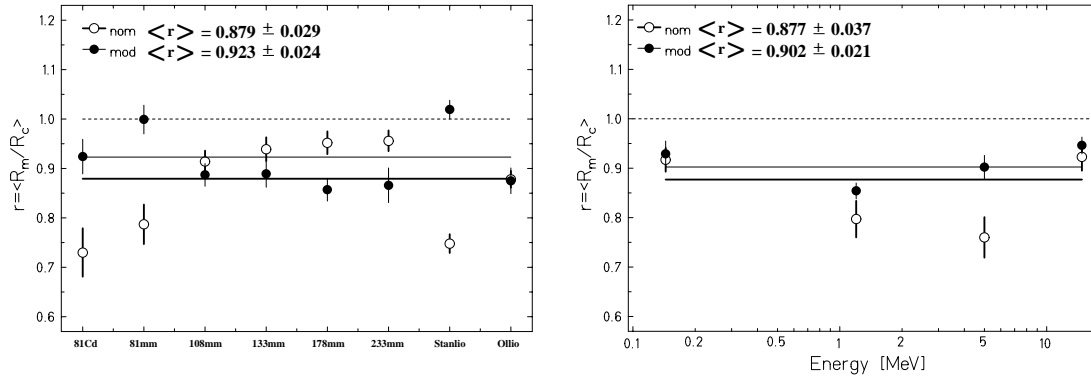 nom <r> = 0.879 ± 0.029
mod <r> = 0.923 ± 0.024
r=<R_m/R_c>
1.2
1.1
1.0
0.9
0.8
0.7
0.6
81Cd 81mm 108mm 133mm 178mm 233mm Stanlio Ollio
nom <r> = 0.877 ± 0.037
mod <r> = 0.902 ± 0.021
r=<R_m/R_c>
1.2
1.1
1.0
0.9
0.8
0.7
0.6
0.1 0.2 1 2 5 10
Energy [MeV]